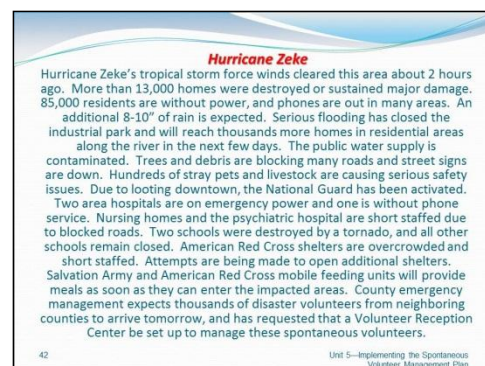 Hurricane Zeke
Hurricane Zeke's tropical storm force winds cleared this area about 2 hours
ago.  More than 13,000 homes were destroyed or sustained major damage.
85,000 residents are without power, and phones are out in many areas.  An
additional 8-10" of rain is expected.  Serious flooding has closed the
industrial park and will reach thousands more homes in residential areas
along the river in the next few days.  The public water supply is
contaminated.  Trees and debris are blocking many roads and street signs
are down.  Hundreds of stray pets and livestock are causing serious safety
issues.  Due to looting downtown, the National Guard has been activated.
Two area hospitals are on emergency power and one is without phone
service.  Nursing homes and the psychiatric hospital are short staffed due
to blocked roads.  Two schools were destroyed by a tornado, and all other
schools remain closed.  American Red Cross shelters are overcrowded and
short staffed.  Attempts are being made to open additional shelters.
Salvation Army and American Red Cross mobile feeding units will provide
meals as soon as they can enter the impacted areas.  County emergency
management expects thousands of disaster volunteers from neighboring
counties to arrive tomorrow, and has requested that a Volunteer Reception
Center be set up to manage these spontaneous volunteers.
42
Unit 5—Implementing the Spontaneous
Volunteer Management Plan